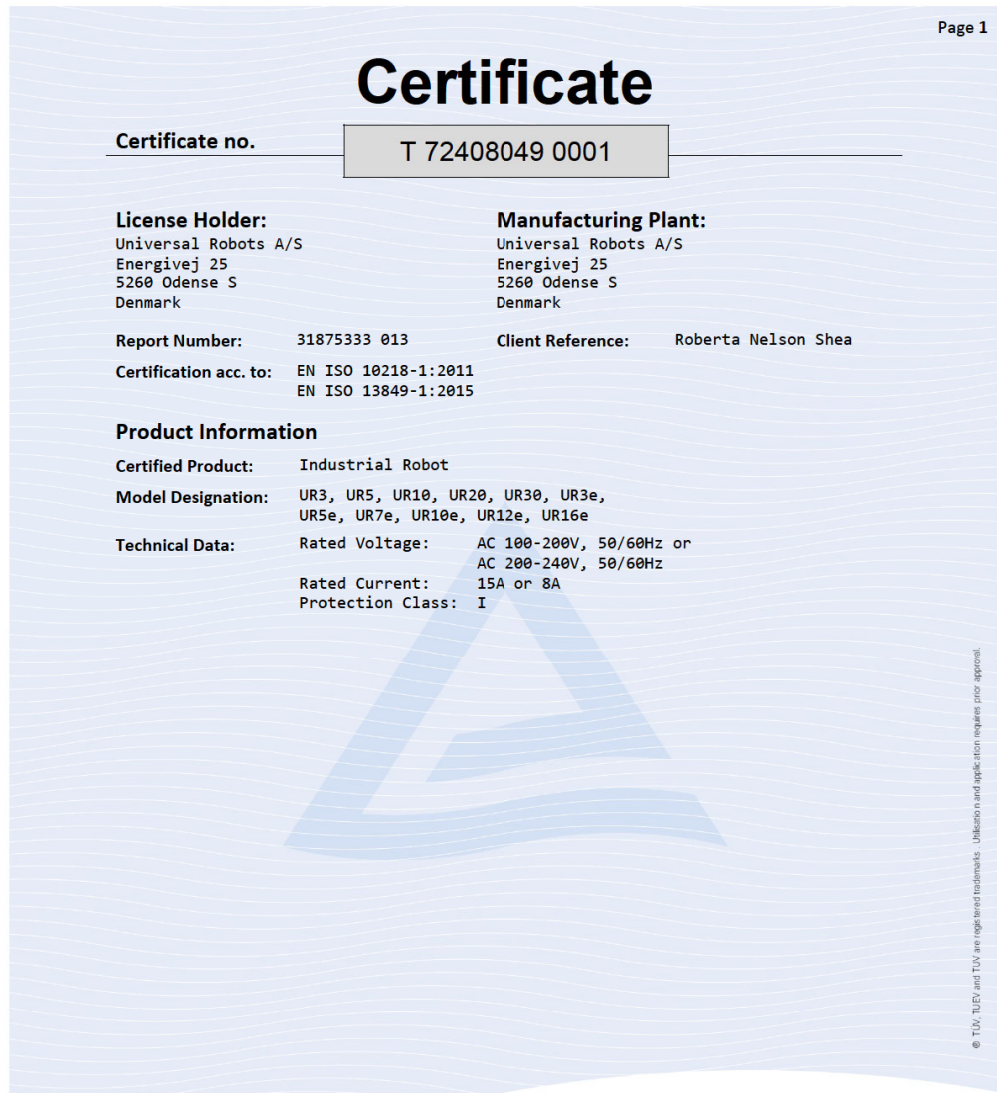 Page 1
Certificate
Certificate no.
T 72408049 0001
License Holder:
Universal Robots A/S
Energivej 25
5260 Odense S
Denmark
Manufacturing Plant:
Universal Robots A/S
Energivej 25
5260 Odense S
Denmark
Report Number: 31875333 013
Client Reference: Roberta Nelson Shea
Certification acc. to: EN ISO 10218-1:2011
EN ISO 13849-1:2015
Product Information
Certified Product: Industrial Robot
Model Designation: UR3, UR5, UR10, UR20, UR30, UR3e,
UR5e, UR7e, UR10e, UR12e, UR16e
Technical Data: Rated Voltage: AC 100-200V, 50/60Hz or
AC 200-240V, 50/60Hz
Rated Current: 15A or 8A
Protection Class: I
® TÜV, TUEV and TUV are registered trademarks. Utilisation and application requires prior approval.